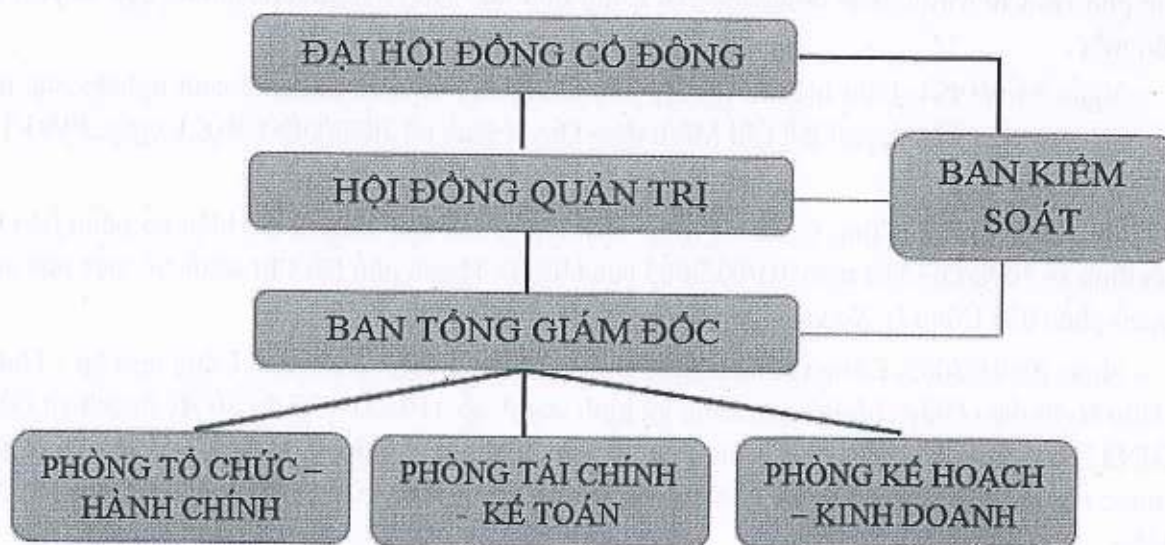 ĐẠI HỘI ĐỒNG CỔ ĐÔNG
HỘI ĐỒNG QUẢN TRỊ
BAN KIỂM
SOÁT
BAN TỔNG GIÁM ĐỐC
PHÒNG TỔ CHỨC –
HÀNH CHÍNH
PHÒNG TÀI CHÍNH
- KẾ TOÁN
PHÒNG KẾ HOẠCH
– KINH DOANH